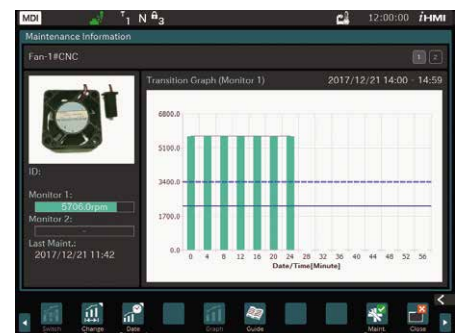 MDI T1 N 3 12:00:00 iHMI
Maintenance Information
Fan-1#CNC 1 2
Transition Graph (Monitor 1) 2017/12/21 14:00 - 14:59
6800.0
5100.0
3400.0
1700.0
0.0
0 4 8 12 16 20 24 28 32 36 40 44 48 52 56
Date/Time[Minute]
ID:
Monitor 1:
5706.0rpm
Monitor 2:
-
Last Maint.:
2017/12/21 11:42
Switch Change Date Graph Guide Maint. Close